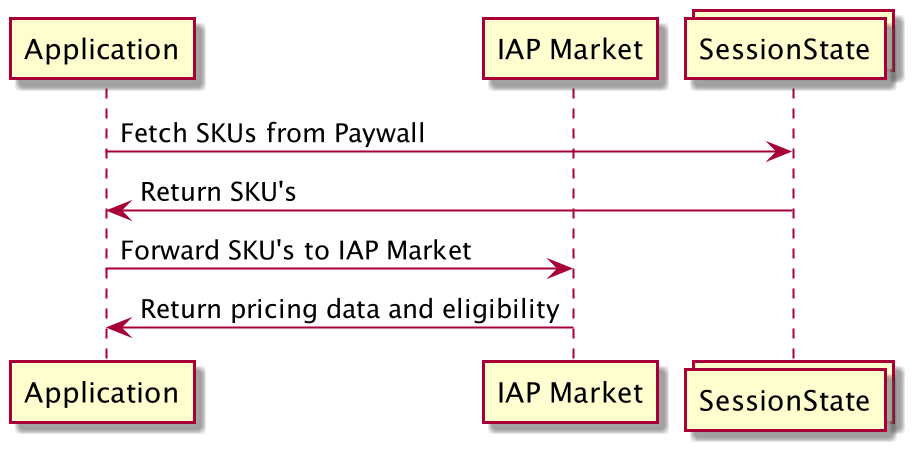 Application
IAP Market
SessionState
Fetch SKUs from Paywall
Return SKU's
Forward SKU's to IAP Market
Return pricing data and eligibility
Application
IAP Market
SessionState